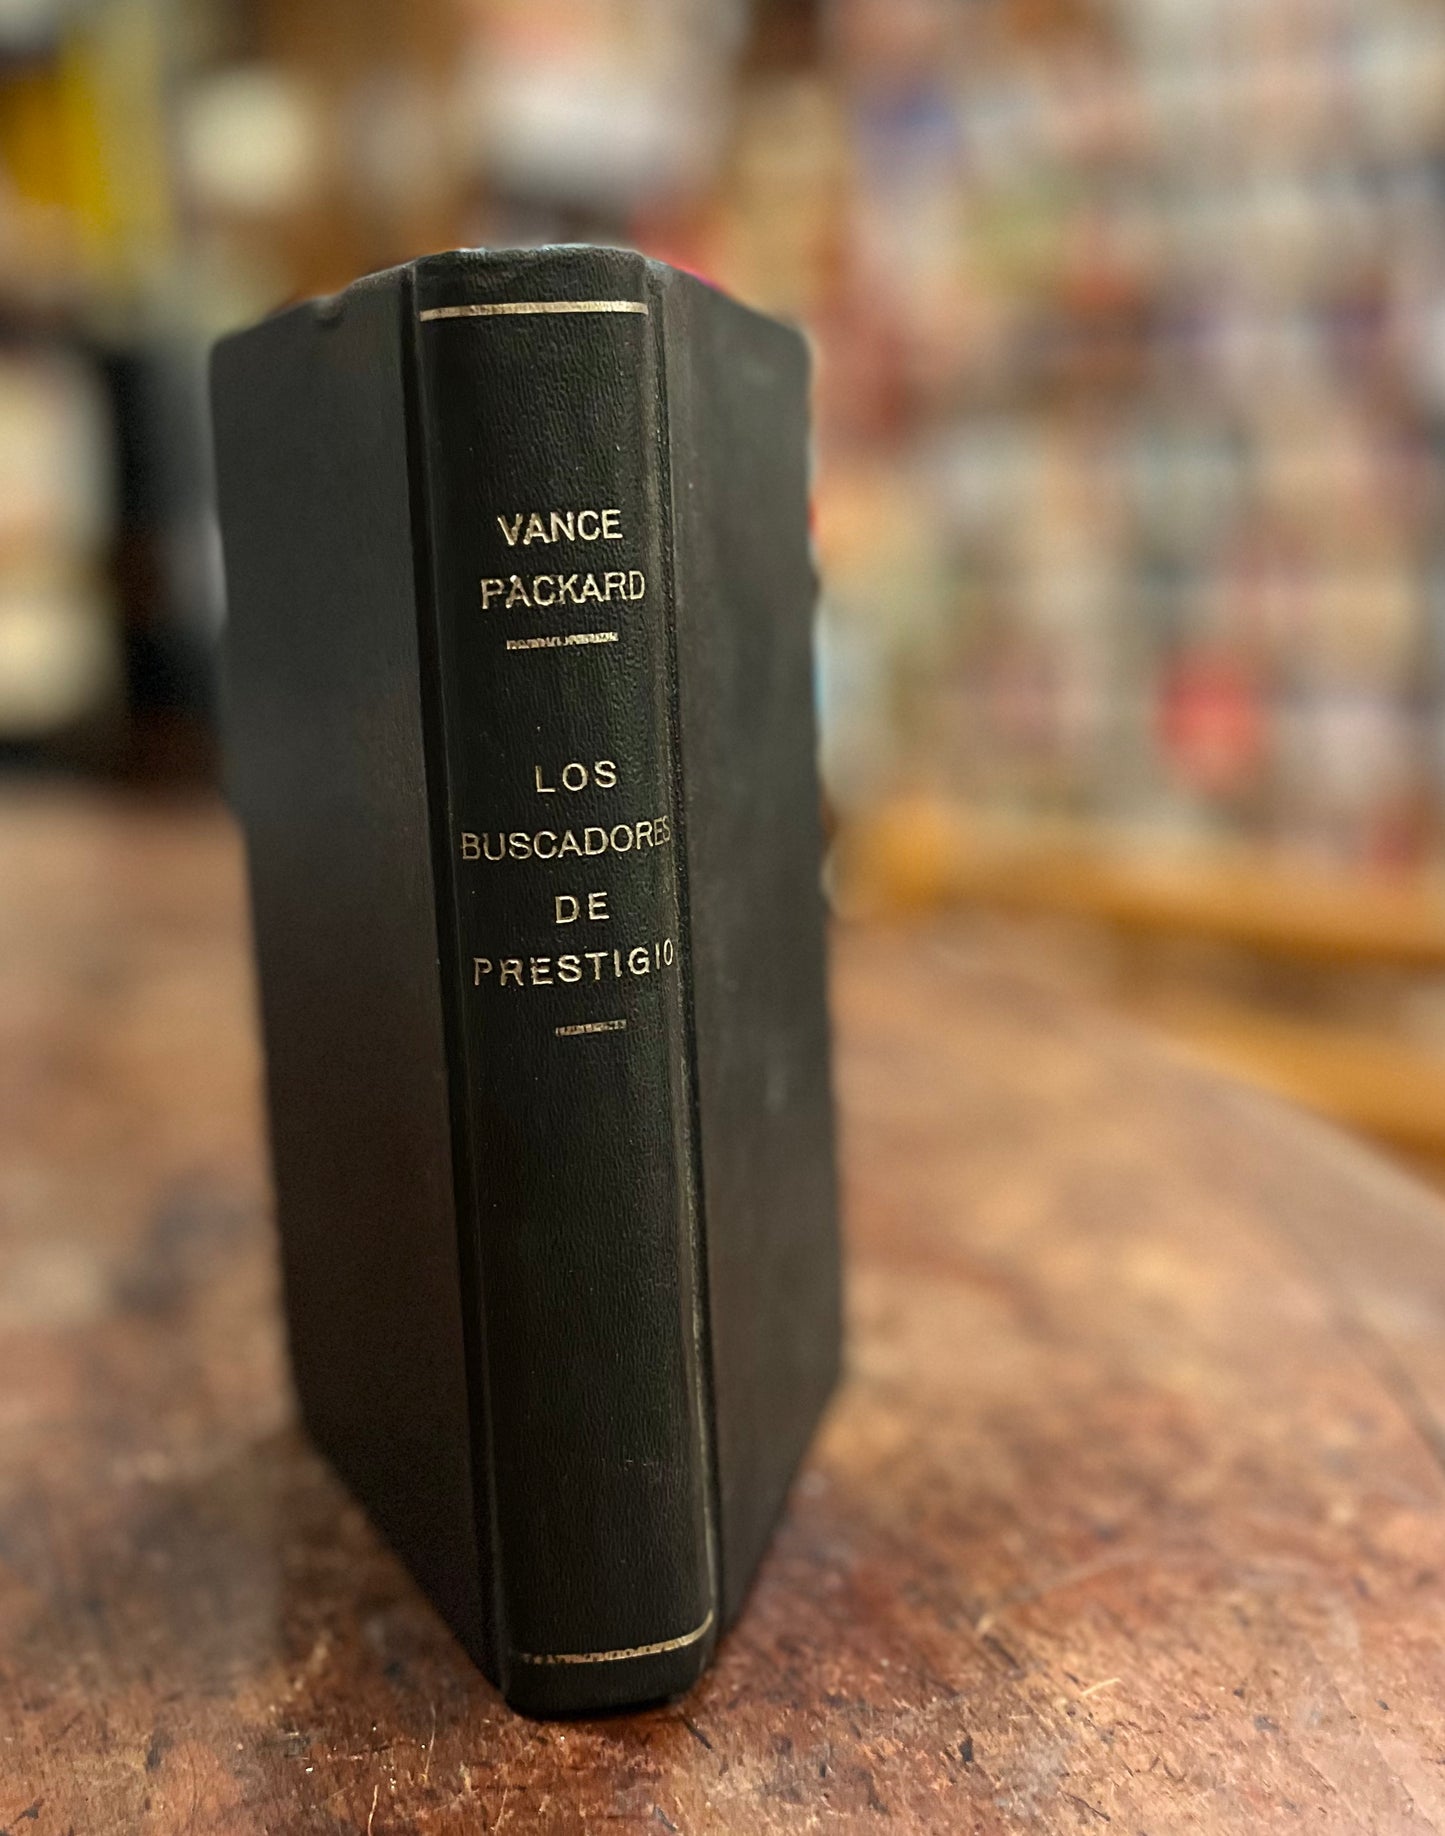 VANCE
PACKARD
LOS
BUSCADORES
DE
PRESTIGIO